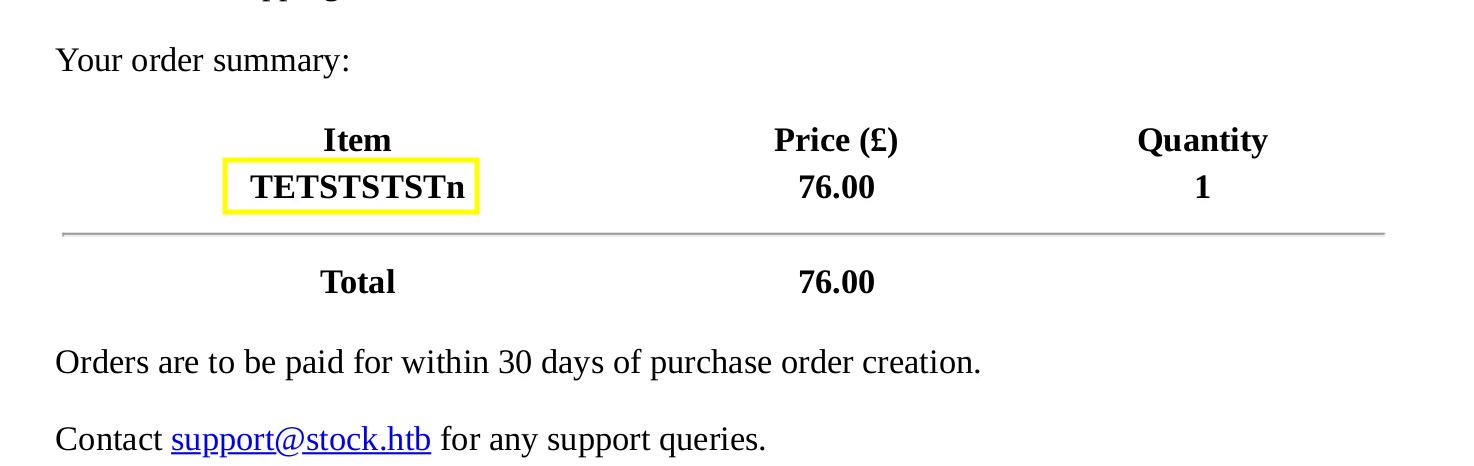 Your order summary:
Item Price (£) Quantity
TETSTSTSTn 76.00 1
Total 76.00
Orders are to be paid for within 30 days of purchase order creation.
Contact support@stock.htb for any support queries.